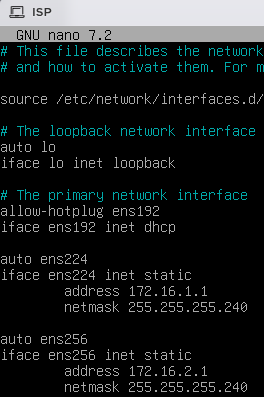 ISP
GNU nano 7.2
# This file describes the network
# and how to activate them. For m
source /etc/network/interfaces.d/
# The loopback network interface
auto lo
iface lo inet loopback
# The primary network interface
allow-hotplug ens192
iface ens192 inet dhcp
auto ens224
iface ens224 inet static
address 172.16.1.1
netmask 255.255.255.240
auto ens256
iface ens256 inet static
address 172.16.2.1
netmask 255.255.255.240